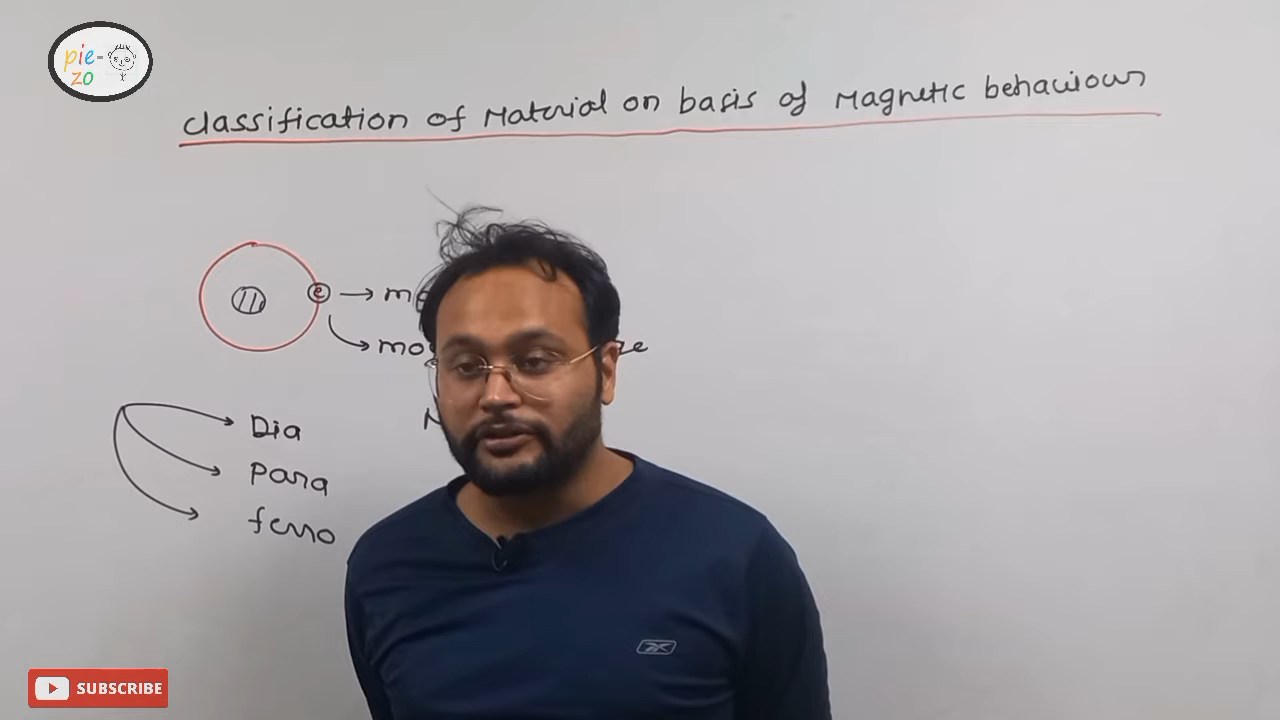 pie-
zo
classification of Material on basis of Magnetic behaviour
e
Dia
Para
ferro
SUBSCRIBE